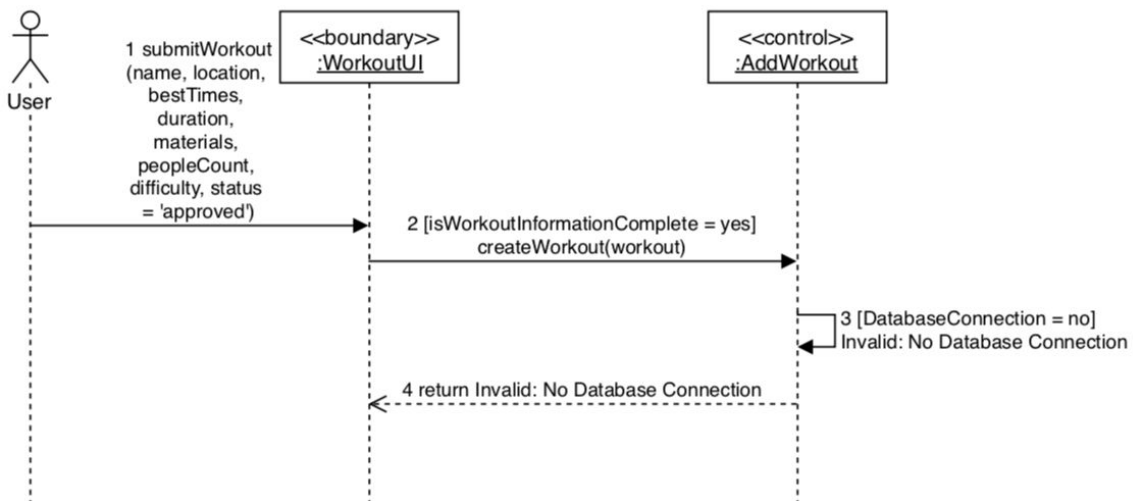 <<boundary>>
:WorkoutUI
<<control>>
:AddWorkout
User
1 submitWorkout
(name, location,
bestTimes,
duration,
materials,
peopleCount,
difficulty, status
= 'approved')
2 [isWorkoutInformationComplete = yes]
createWorkout(workout)
3 [DatabaseConnection = no]
Invalid: No Database Connection
4 return Invalid: No Database Connection